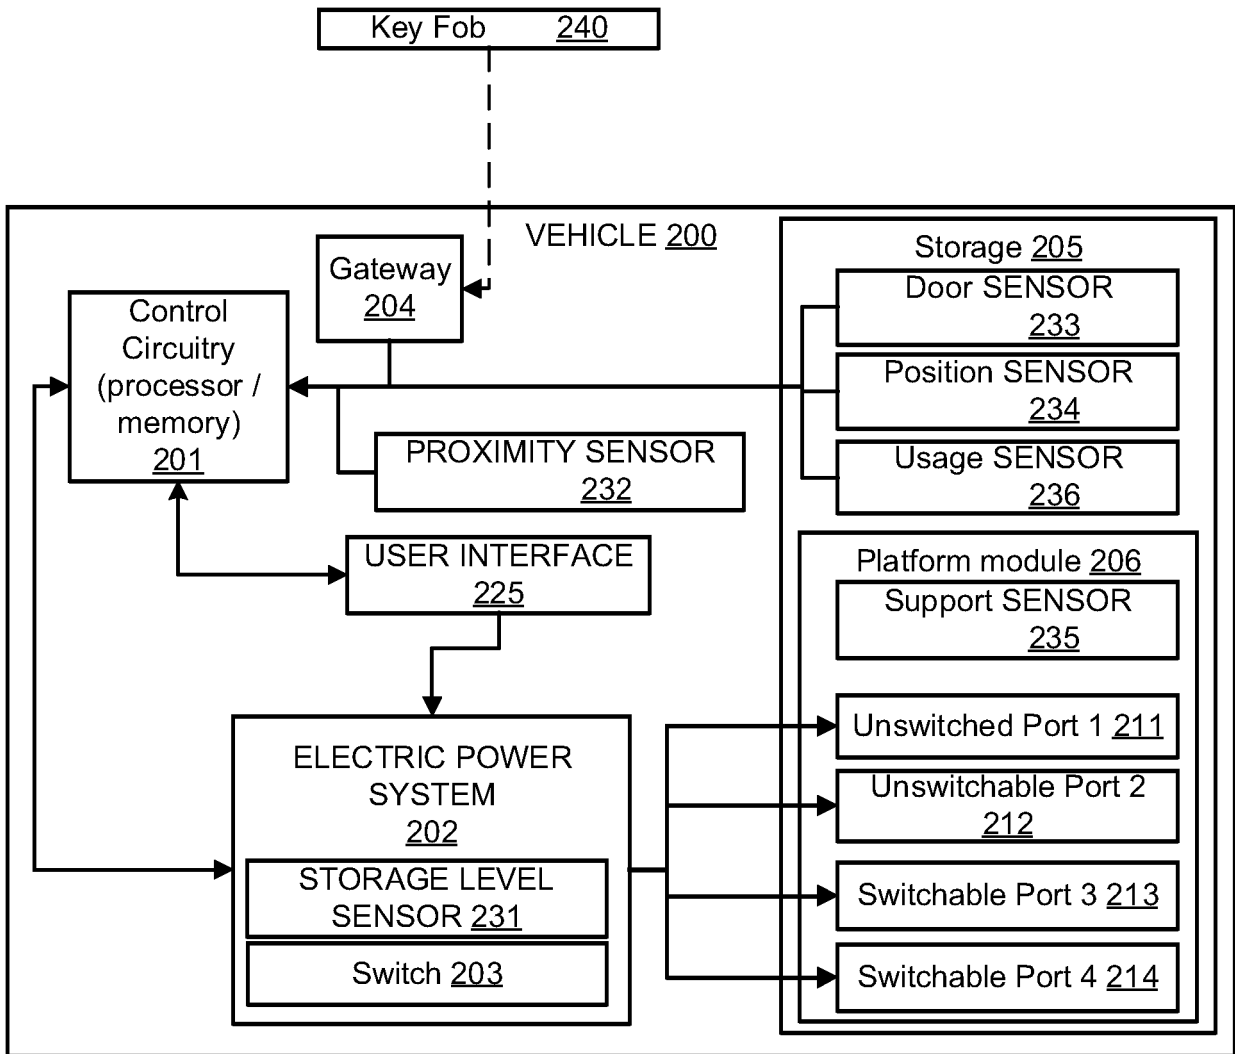 Key Fob 240
VEHICLE 200
Gateway
204
Control
Circuitry
(processor /
memory)
201
PROXIMITY SENSOR
232
USER INTERFACE
225
ELECTRIC POWER
SYSTEM
202
STORAGE LEVEL
SENSOR 231
Switch 203
Storage 205
Door SENSOR
233
Position SENSOR
234
Usage SENSOR
236
Platform module 206
Support SENSOR
235
Unswitched Port 1 211
Unswitchable Port 2
212
Switchable Port 3 213
Switchable Port 4 214